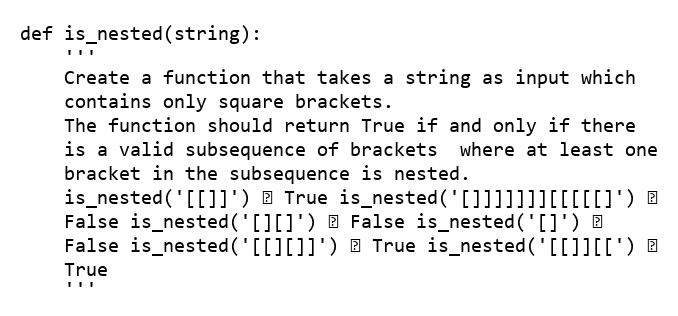 def is_nested(string):
'''
Create a function that takes a string as input which
contains only square brackets.
The function should return True if and only if there
is a valid subsequence of brackets  where at least one
bracket in the subsequence is nested.
is_nested('[[]]') ⍰ True is_nested('[]]]]]]][[[[[]') ⍰
False is_nested('[][]') ⍰ False is_nested('[]') ⍰
False is_nested('[[][]]') ⍰ True is_nested('[[]][[') ⍰
True
'''